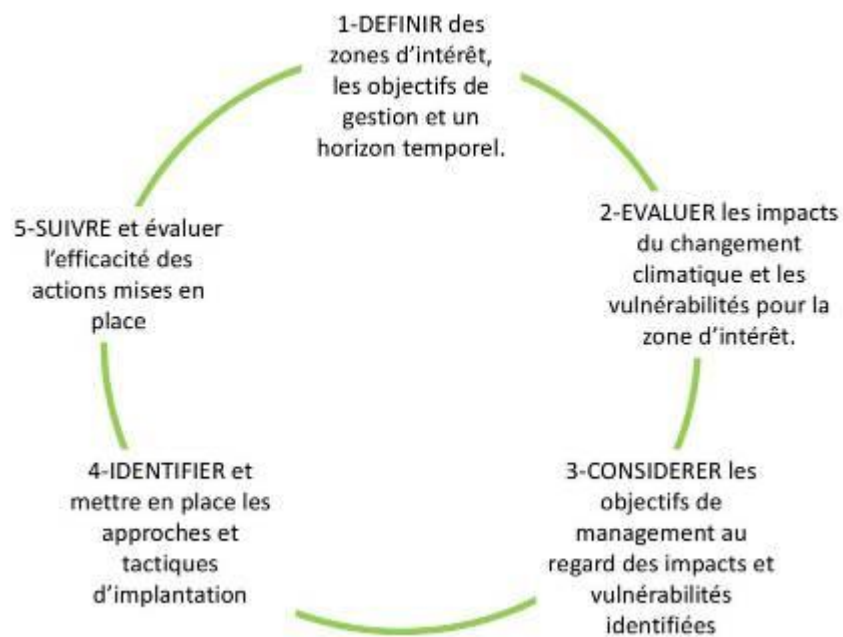 1-DEFINIR des
zones d'intérêt,
les objectifs de
gestion et un
horizon temporel.
2-EVALUER les impacts
du changement
climatique et les
vulnérabilités pour la
zone d'intérêt.
3-CONSIDERER les
objectifs de
management au
regard des impacts et
vulnérabilités
identifiées
4-IDENTIFIER et
mettre en place les
approches et
tactiques
d'implantation
5-SUIVRE et évaluer
l'efficacité des
actions mises en
place